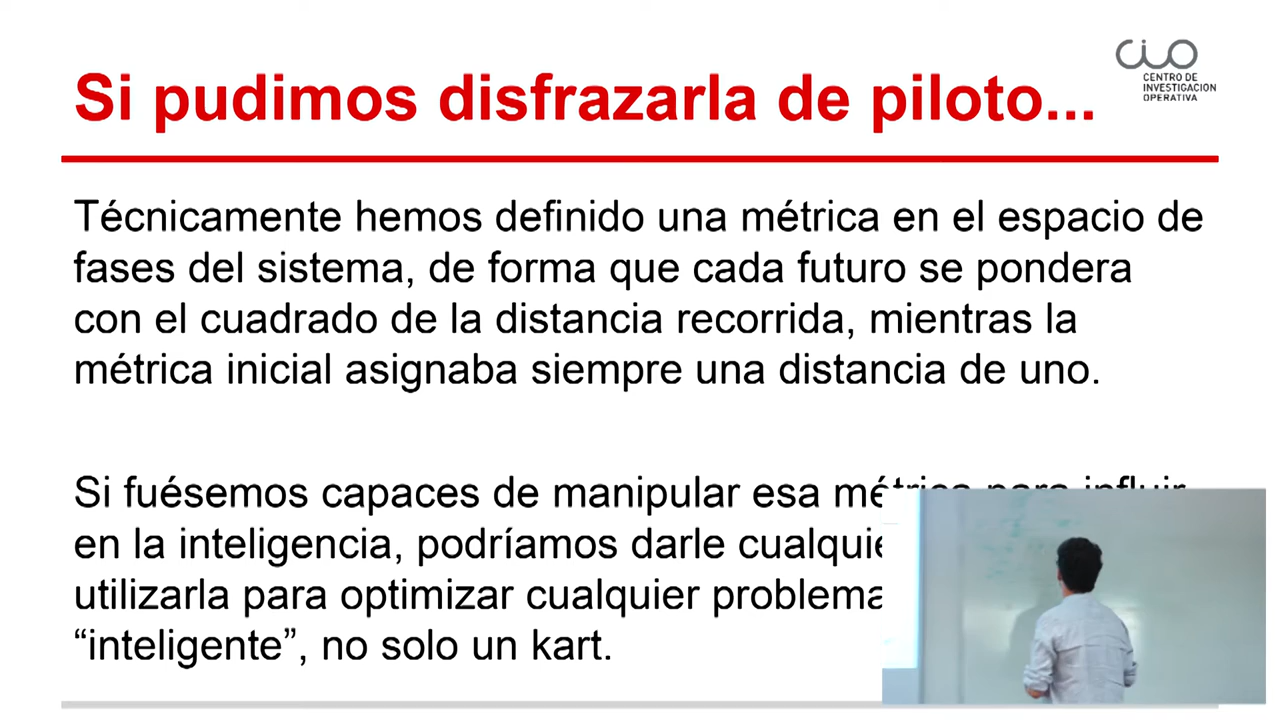 Si pudimos disfrazarla de piloto...
CIO
CENTRO DE
INVESTIGACION
OPERATIVA
Técnicamente hemos definido una métrica en el espacio de
fases del sistema, de forma que cada futuro se pondera
con el cuadrado de la distancia recorrida, mientras la
métrica inicial asignaba siempre una distancia de uno.
Si fuésemos capaces de manipular esa métrica para influir
en la inteligencia, podríamos darle
utilizarla para optimizar cualquier problema
“inteligente”, no solo un kart.